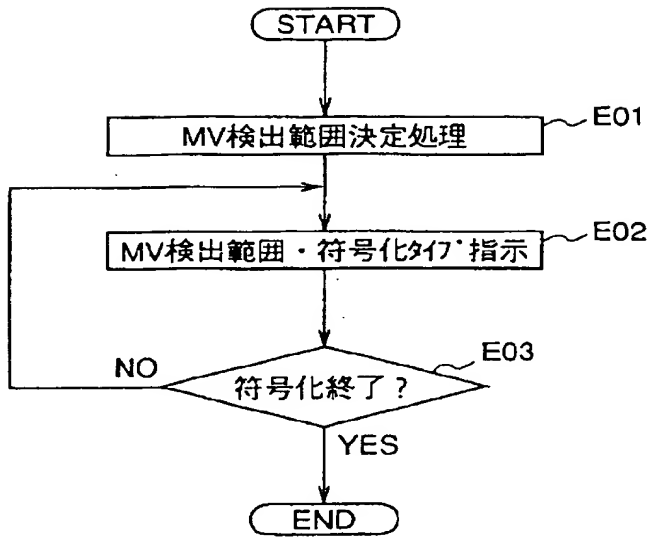 START
MV検出範囲決定処理
E01
MV検出範囲・符号化ﾀｲﾌﾟ指示
E02
符号化終了?
E03
NO
YES
END